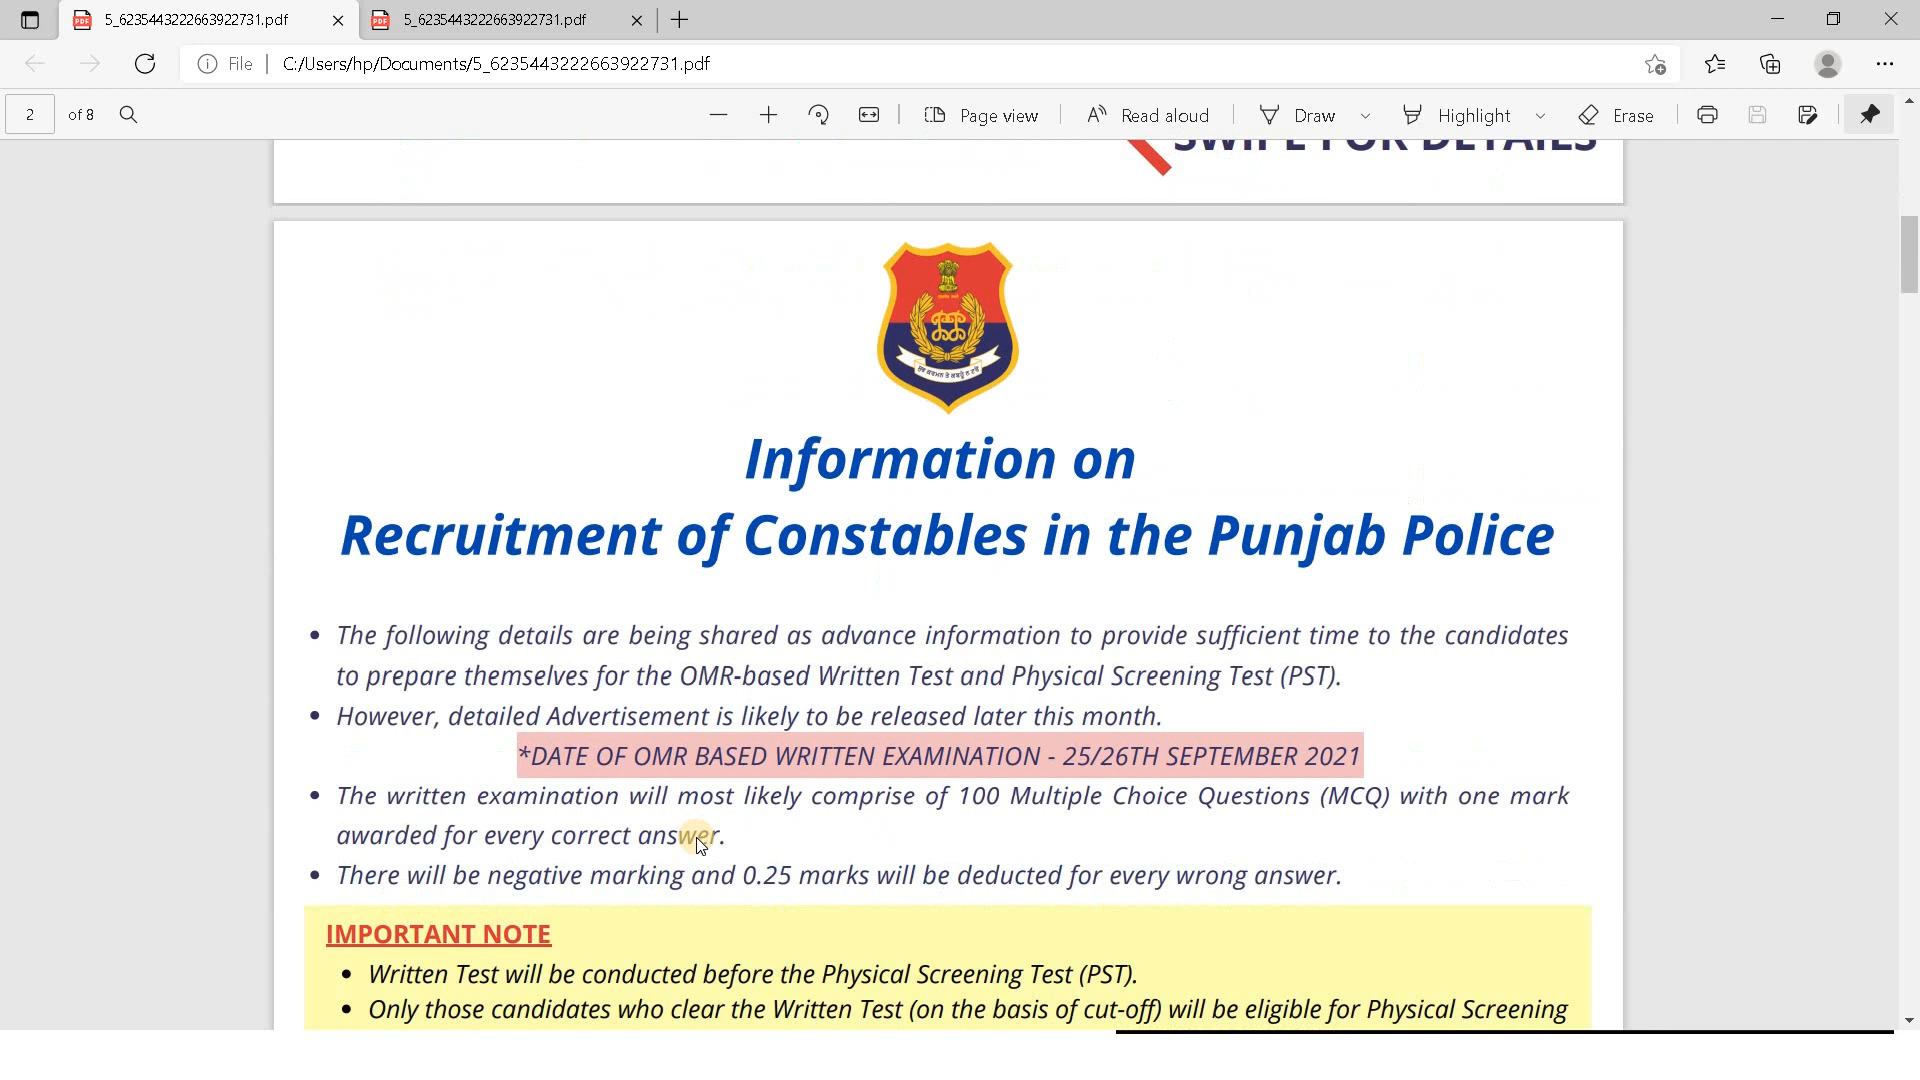 5_6235443222663922731.pdf
5_6235443222663922731.pdf
File
C:/Users/hp/Documents/5_6235443222663922731.pdf
2 of 8
Page view
Read aloud
Draw
Highlight
Erase
SWIPE FOR DETAILS
Information on
Recruitment of Constables in the Punjab Police
• The following details are being shared as advance information to provide sufficient time to the candidates
to prepare themselves for the OMR-based Written Test and Physical Screening Test (PST).
• However, detailed Advertisement is likely to be released later this month.
*DATE OF OMR BASED WRITTEN EXAMINATION - 25/26TH SEPTEMBER 2021
• The written examination will most likely comprise of 100 Multiple Choice Questions (MCQ) with one mark
awarded for every correct answer.
• There will be negative marking and 0.25 marks will be deducted for every wrong answer.
IMPORTANT NOTE
• Written Test will be conducted before the Physical Screening Test (PST).
• Only those candidates who clear the Written Test (on the basis of cut-off) will be eligible for Physical Screening